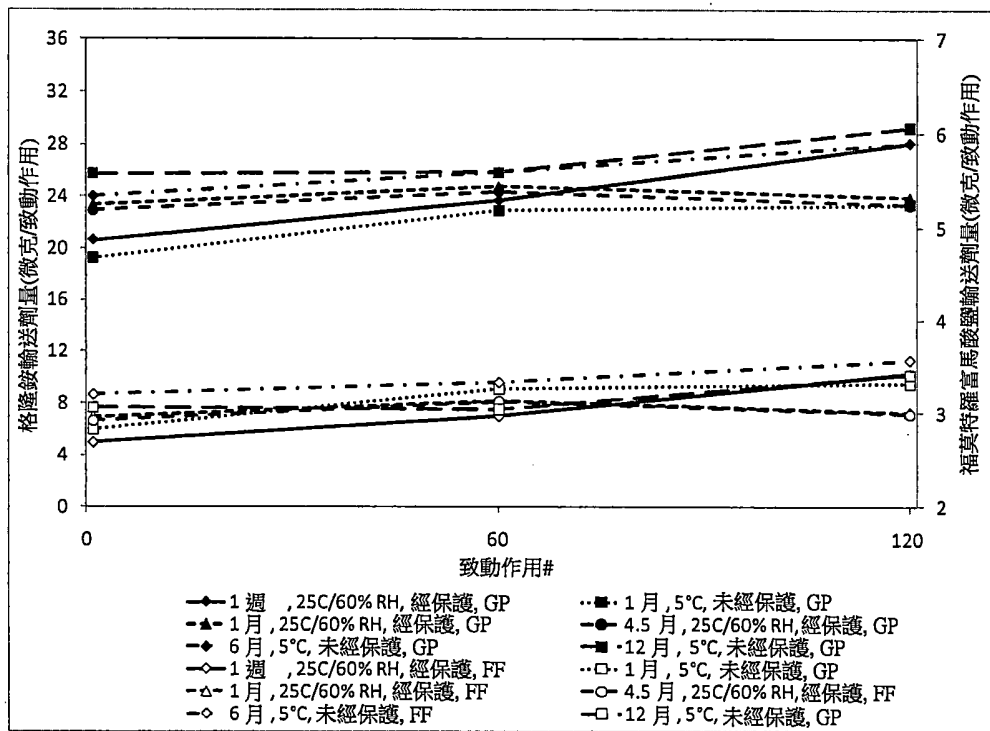 36
32
28
24
20
16
12
8
4
0
格隆銨輸送劑量(微克/致動作用)
7
6
5
4
3
2
福莫特羅富馬酸鹽輸送劑量(微克/致動作用)
0
60
120
致動作用#
1 週 , 25C/60% RH, 經保護, GP
1 月 , 5°C, 未經保護, GP
1 月 , 25C/60% RH, 經保護, GP
4.5 月 , 25C/60% RH, 經保護, GP
6 月 , 5°C, 未經保護, GP
12 月 , 5°C, 未經保護, GP
1 週 , 25C/60% RH, 經保護, FF
1 月 , 5°C, 未經保護, GP
1 月 , 25C/60% RH, 經保護, FF
4.5 月 , 25C/60% RH, 經保護, FF
6 月 , 5°C, 未經保護, FF
12 月 , 5°C, 未經保護, GP